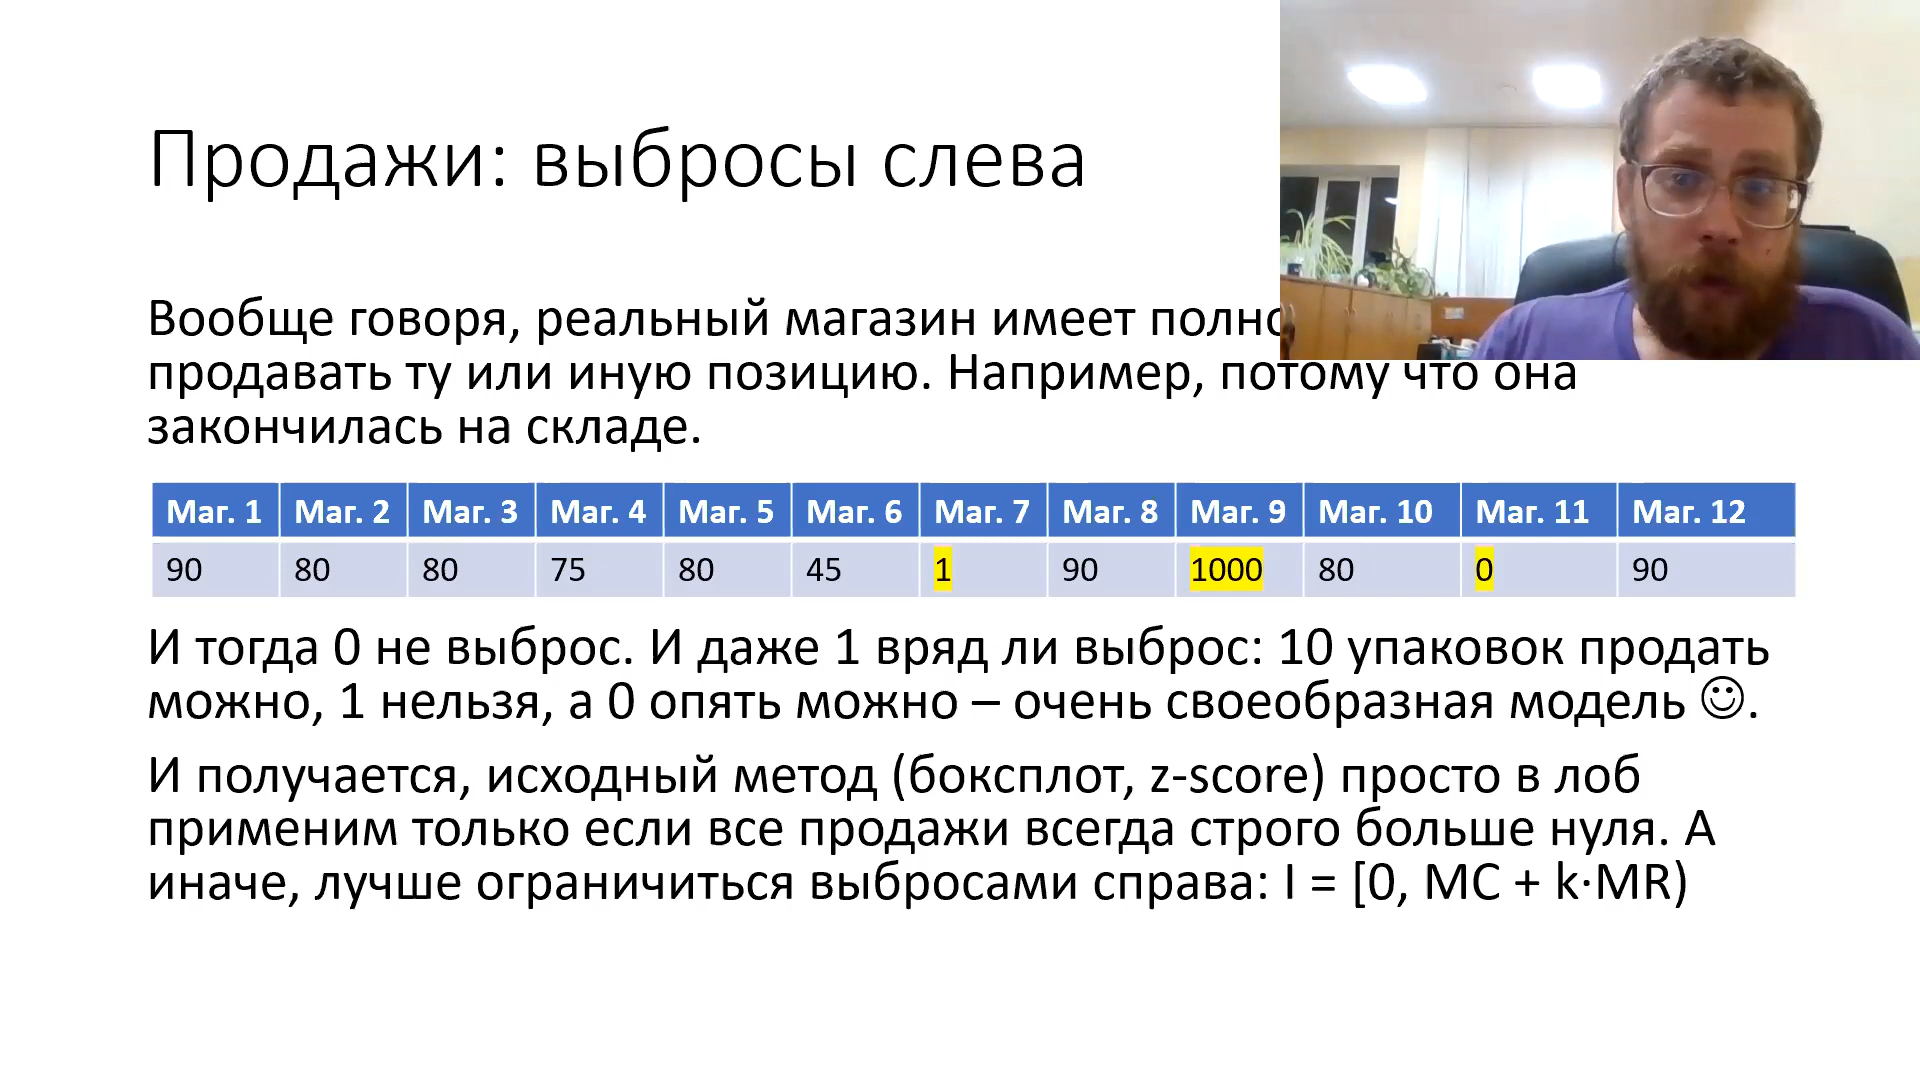 Продажи: выбросы слева
Вообще говоря, реальный магазин имеет
продавать ту или иную позицию. Например, потому что она
закончилась на складе.
Маг. 1 Маг. 2 Маг. 3 Маг. 4 Маг. 5 Маг. 6 Маг. 7 Маг. 8 Маг. 9 Маг. 10 Маг. 11 Маг. 12
90 80 80 75 80 45 1 90 1000 80 0 90
И тогда 0 не выброс. И даже 1 вряд ли выброс: 10 упаковок продать
можно, 1 нельзя, а 0 опять можно – очень своеобразная модель ☺.
И получается, исходный метод (боксплот, z-score) просто в лоб
применим только если все продажи всегда строго больше нуля. А
иначе, лучше ограничиться выбросами справа: I = [0, MC + k·MR)